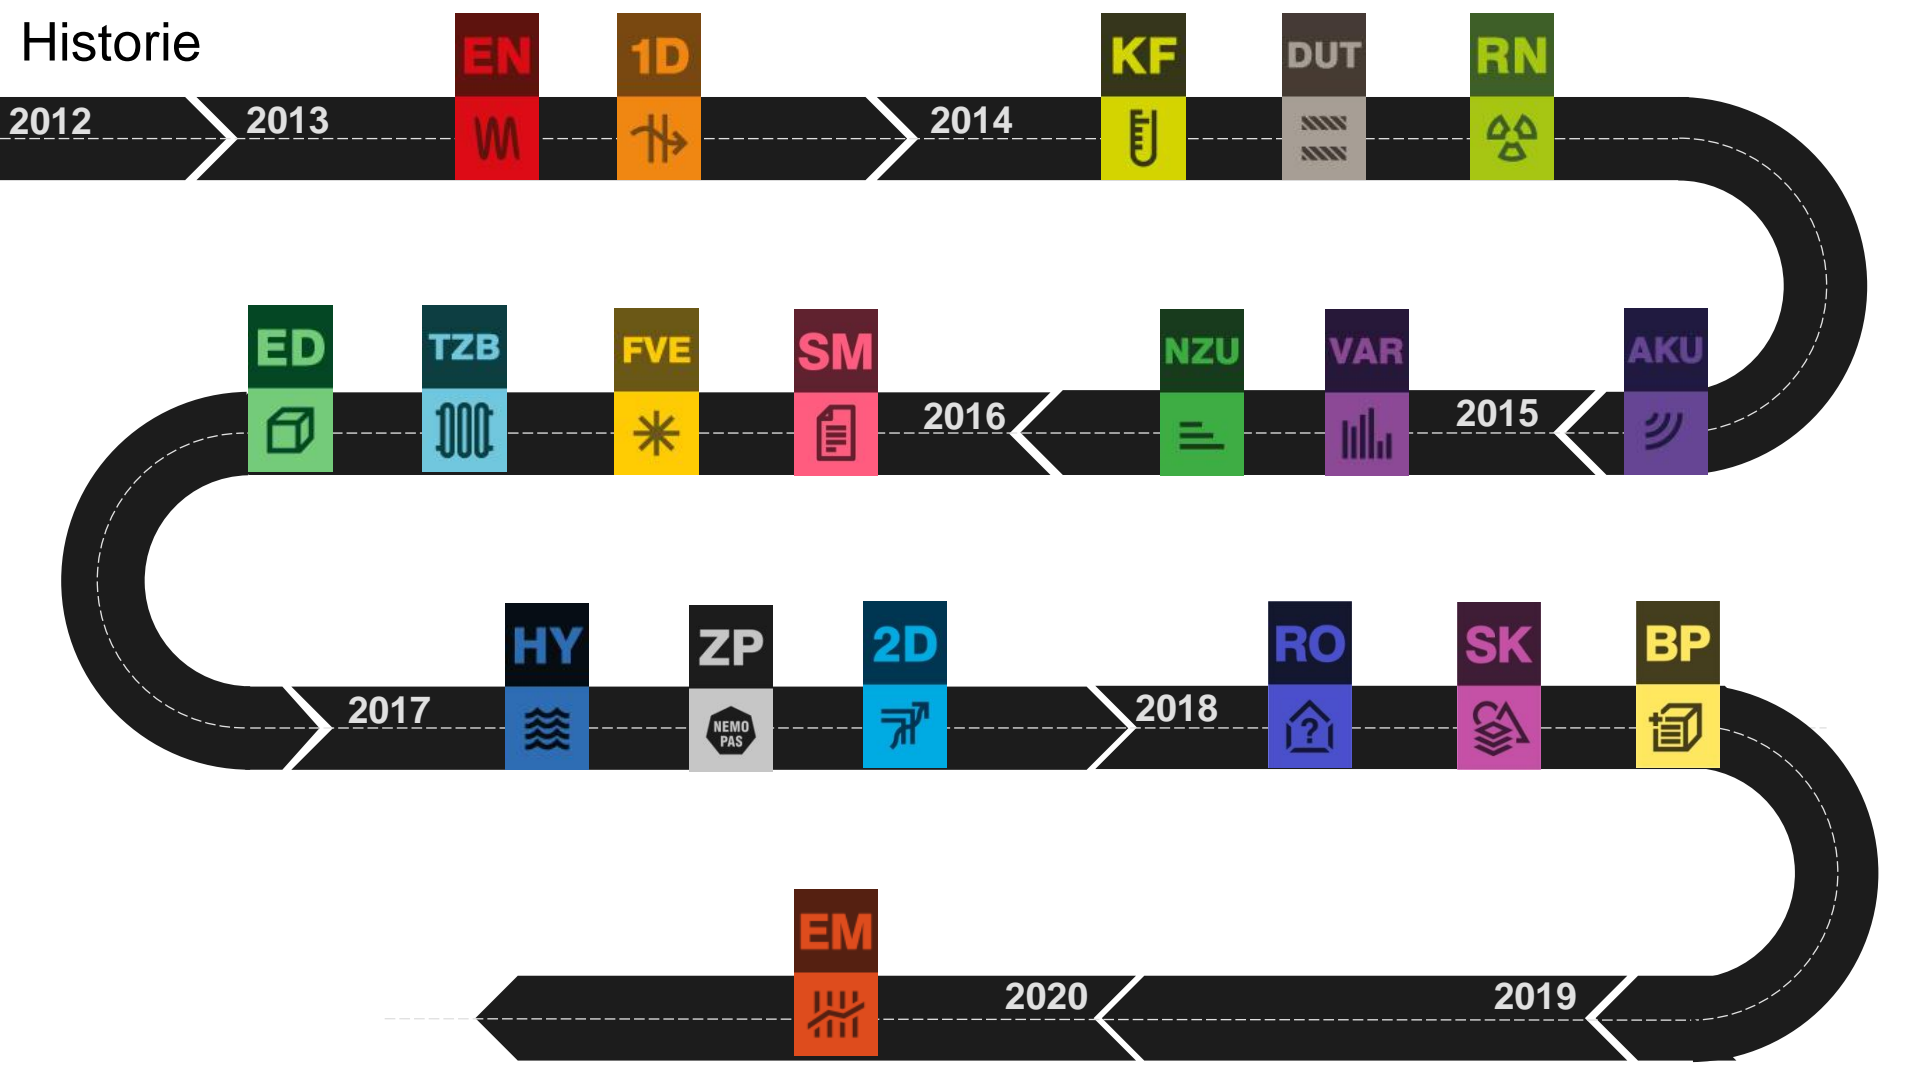 Historie
2012
2013
EN
1D
2014
KF
DUT
RN
AKU
2015
VAR
NZU
2016
SM
FVE
TZB
ED
2017
HY
ZP
NEMO
PAS
2D
2018
RO
?
SK
BP
2019
2020
EM